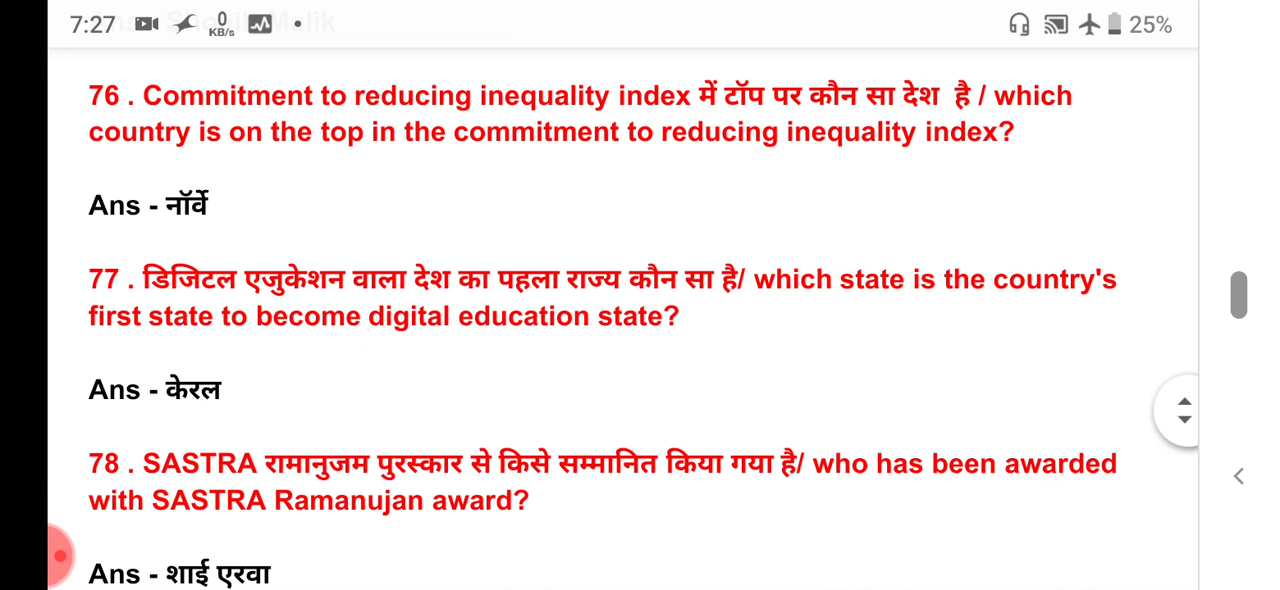 7:27 0 KB/s 25%
76 . Commitment to reducing inequality index में टॉप पर कौन सा देश है / which
country is on the top in the commitment to reducing inequality index?
Ans - नॉर्वे
77 . डिजिटल एजुकेशन वाला देश का पहला राज्य कौन सा है/ which state is the country's
first state to become digital education state?
Ans - केरल
78 . SASTRA रामानुजम पुरस्कार से किसे सम्मानित किया गया है/ who has been awarded
with SASTRA Ramanujan award?
Ans - शाई एरवा